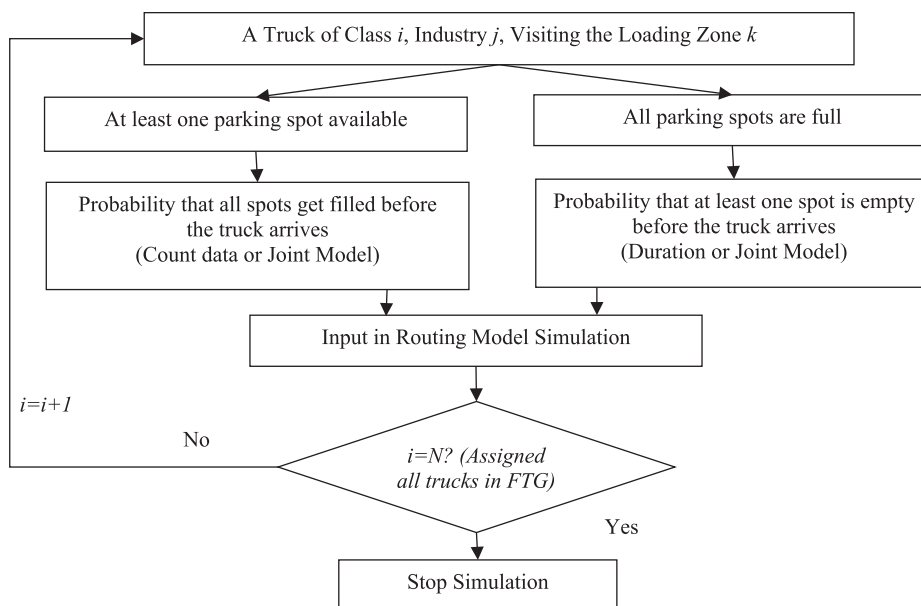 A Truck of Class i, Industry j, Visiting the Loading Zone k
At least one parking spot available
All parking spots are full
Probability that all spots get filled before
the truck arrives
(Count data or Joint Model)
Probability that at least one spot is empty
before the truck arrives
(Duration or Joint Model)
Input in Routing Model Simulation
i=i+1
No
i=N? (Assigned
all trucks in FTG)
Yes
Stop Simulation